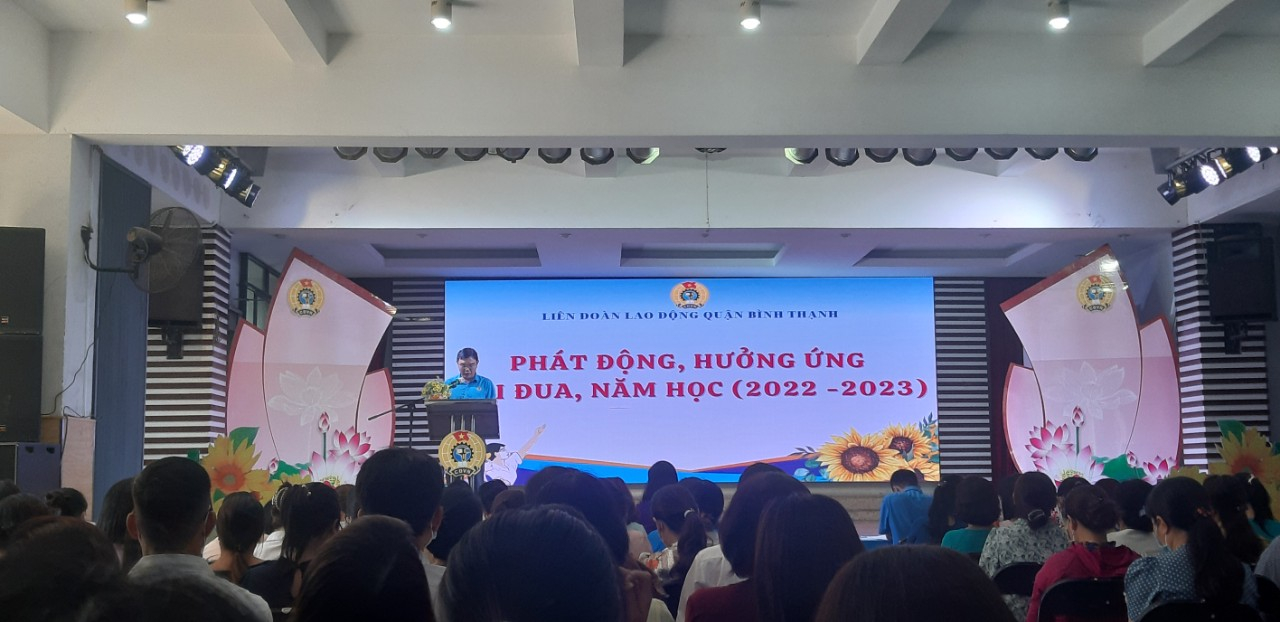 LIÊN ĐOÀN LAO ĐỘNG QUẬN BÌNH THẠNH
PHÁT ĐỘNG, HƯỞNG ỨNG
I ĐUA, NĂM HỌC (2022 -2023)